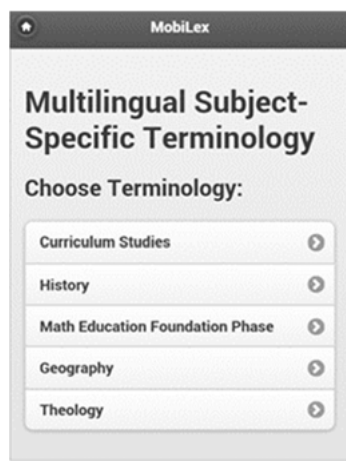 MobiLex
Multilingual Subject-
Specific Terminology
Choose Terminology:
Curriculum Studies
History
Math Education Foundation Phase
Geography
Theology